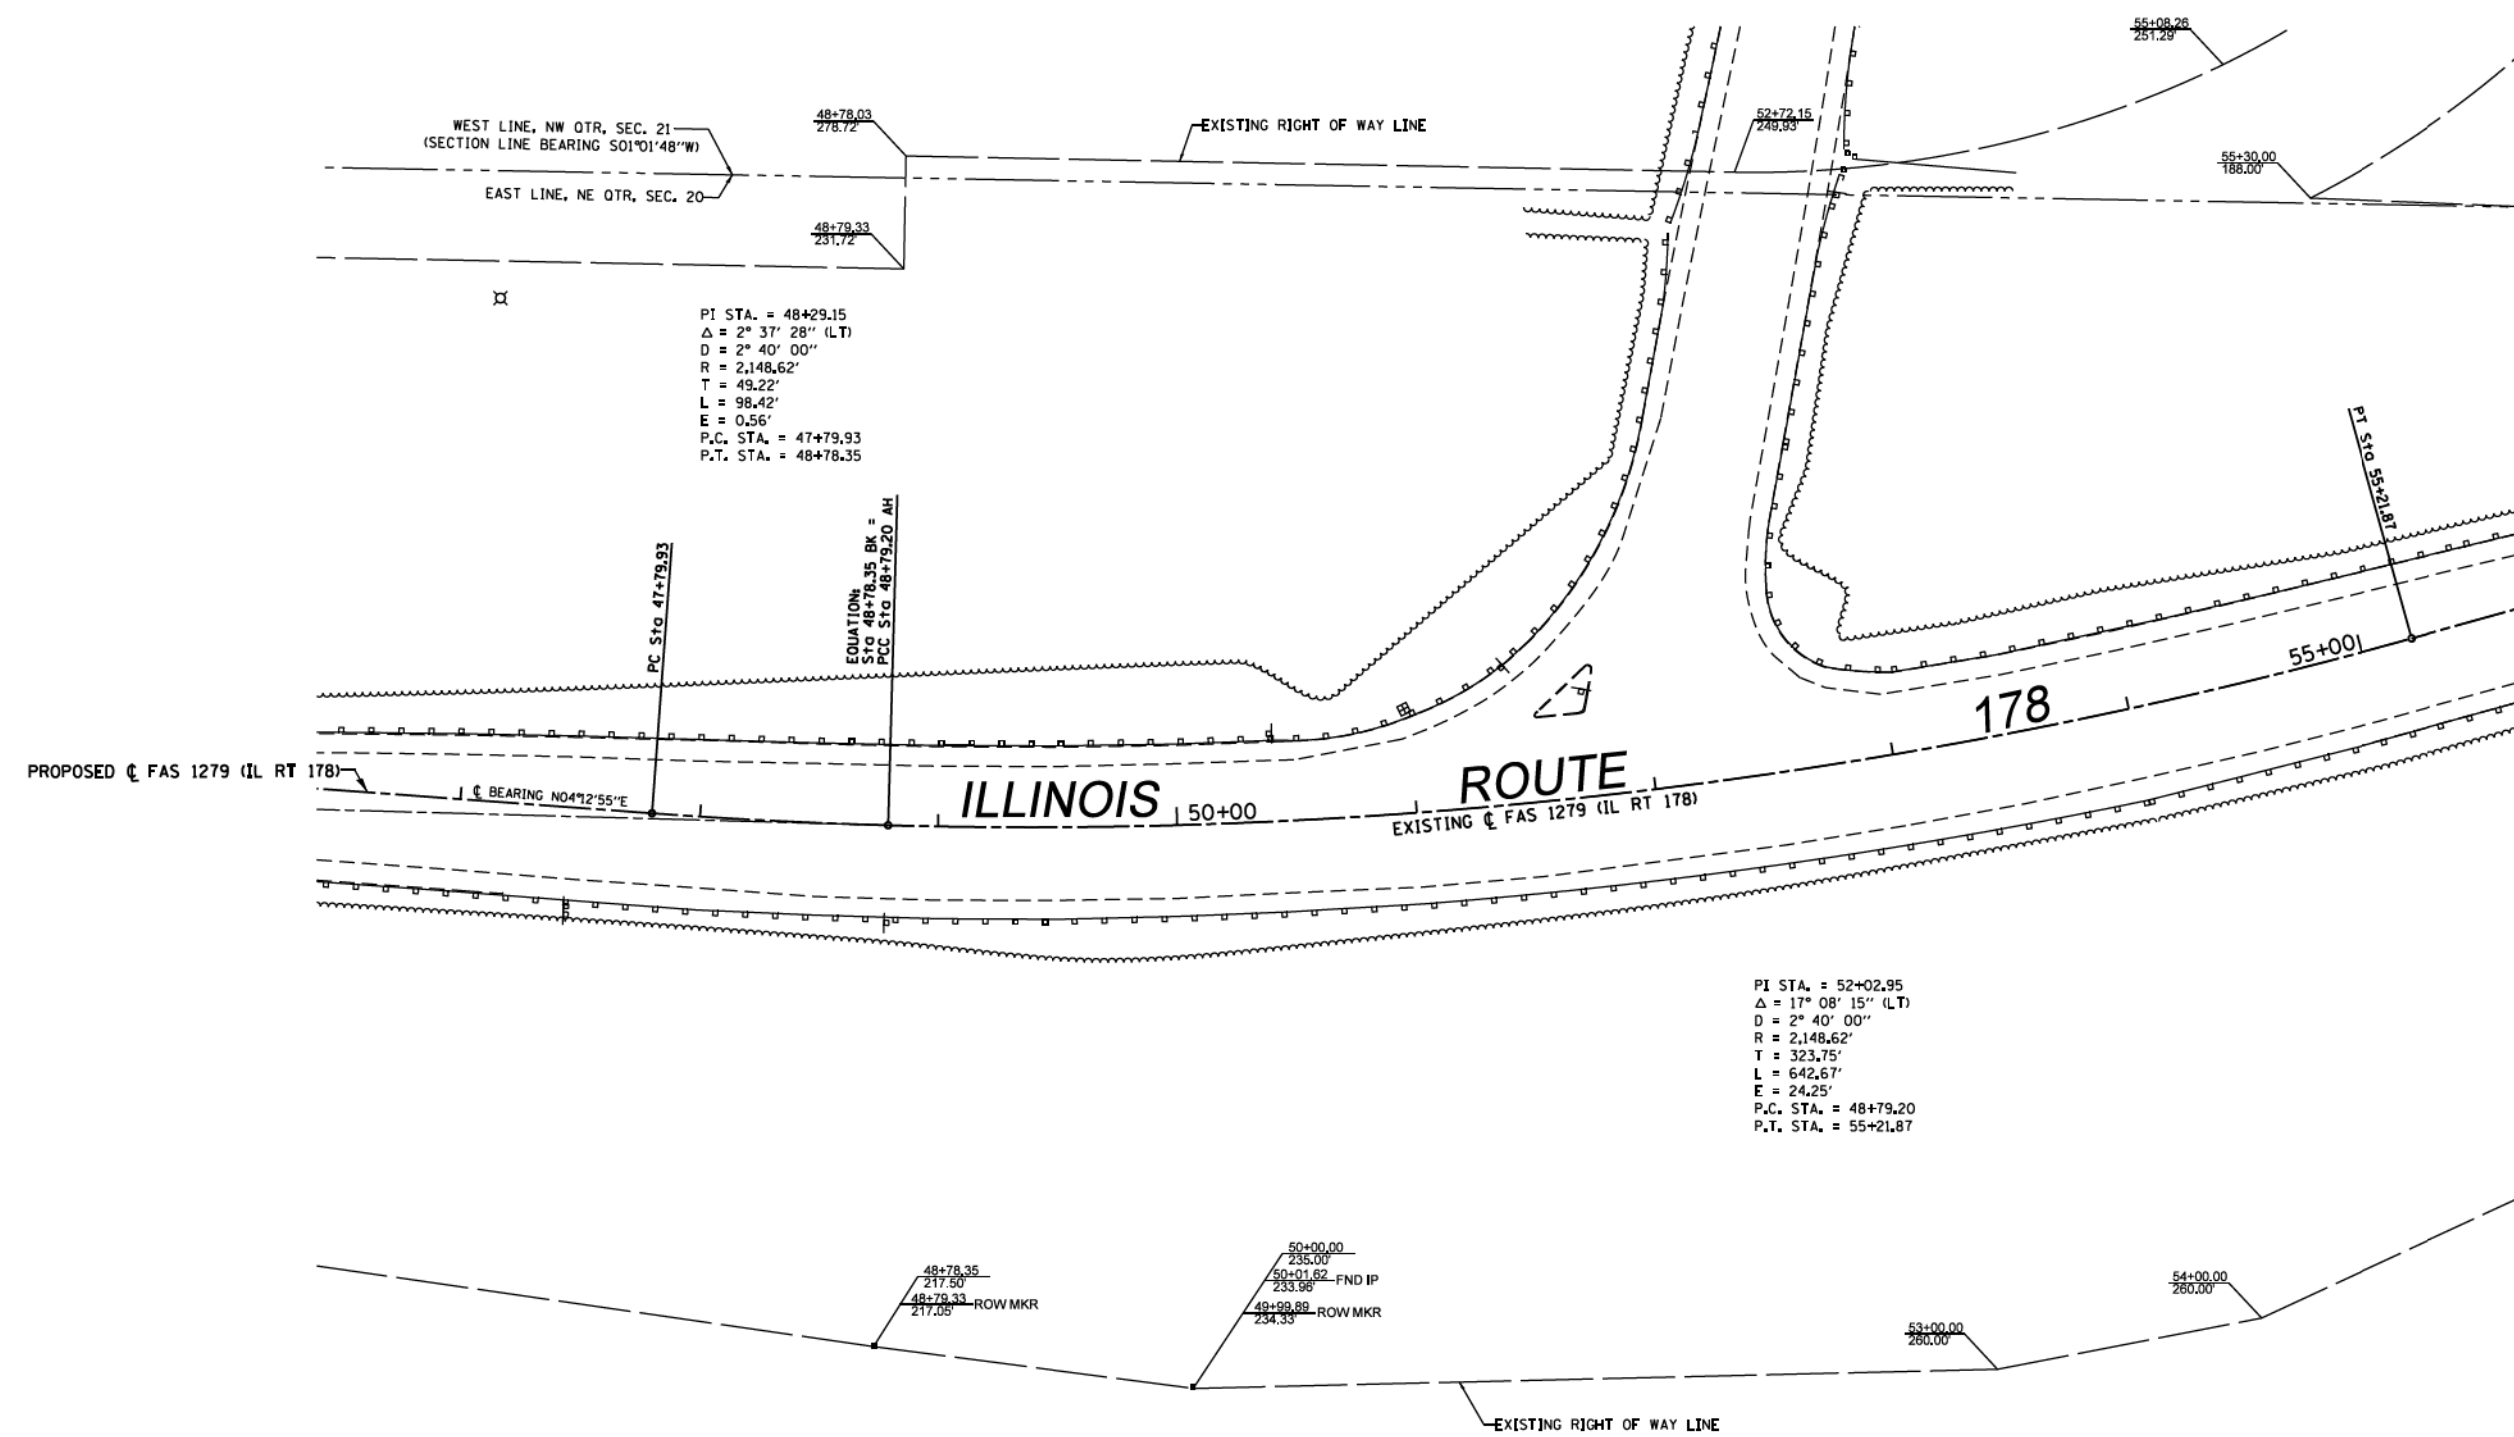 55+08.26
251.29'
48+78.03
278.72'
EXISTING RIGHT OF WAY LINE
52+72.15
249.93'
WEST LINE, NW QTR, SEC. 21
(SECTION LINE BEARING S01°01'48"W)
EAST LINE, NE QTR, SEC. 20
55+30.00
188.00'
48+79.33
231.72'
PI STA. = 48+29.15
Δ = 2° 37' 28" (LT)
D = 2° 40' 00"
R = 2,148.62'
T = 49.22'
L = 98.42'
E = 0.56'
P.C. STA. = 47+79.93
P.T. STA. = 48+78.35
PT Sta 55+21.87
PC Sta 47+79.93
EQUATION:
Sta 48+78.35 BK =
PCC Sta 48+79.20 AH
55+00
178
PROPOSED ℄ FAS 1279 (IL RT 178)
℄ BEARING N04°12'55"E
ILLINOIS
ROUTE
50+00
EXISTING ℄ FAS 1279 (IL RT 178)
PI STA. = 52+02.95
Δ = 17° 08' 15" (LT)
D = 2° 40' 00"
R = 2,148.62'
T = 323.75'
L = 642.67'
E = 24.25'
P.C. STA. = 48+79.20
P.T. STA. = 55+21.87
48+78.35
217.50'
48+79.33
217.05'
ROW MKR
50+00.00
235.00'
50+01.62
233.96'
FND IP
49+99.89
234.33'
ROW MKR
54+00.00
260.00'
53+00.00
260.00'
EXISTING RIGHT OF WAY LINE